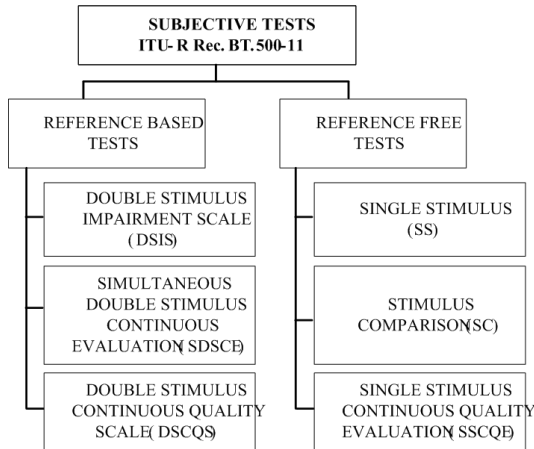 SUBJECTIVE TESTS
ITU- R Rec. BT.500-11
REFERENCE BASED
TESTS
REFERENCE FREE
TESTS
DOUBLE STIMULUS
IMPAIRMENT SCALE
(DSIS)
SIMULTANEOUS
DOUBLE STIMULUS
CONTINUOUS
EVALUATION( SDSCE)
DOUBLE STIMULUS
CONTINUOUS QUALITY
SCALE( DSCQS)
SINGLE STIMULUS
(SS)
STIMULUS
COMPARISON(SC)
SINGLE STIMULUS
CONTINUOUS QUALITY
EVALUATION (SSCQE)